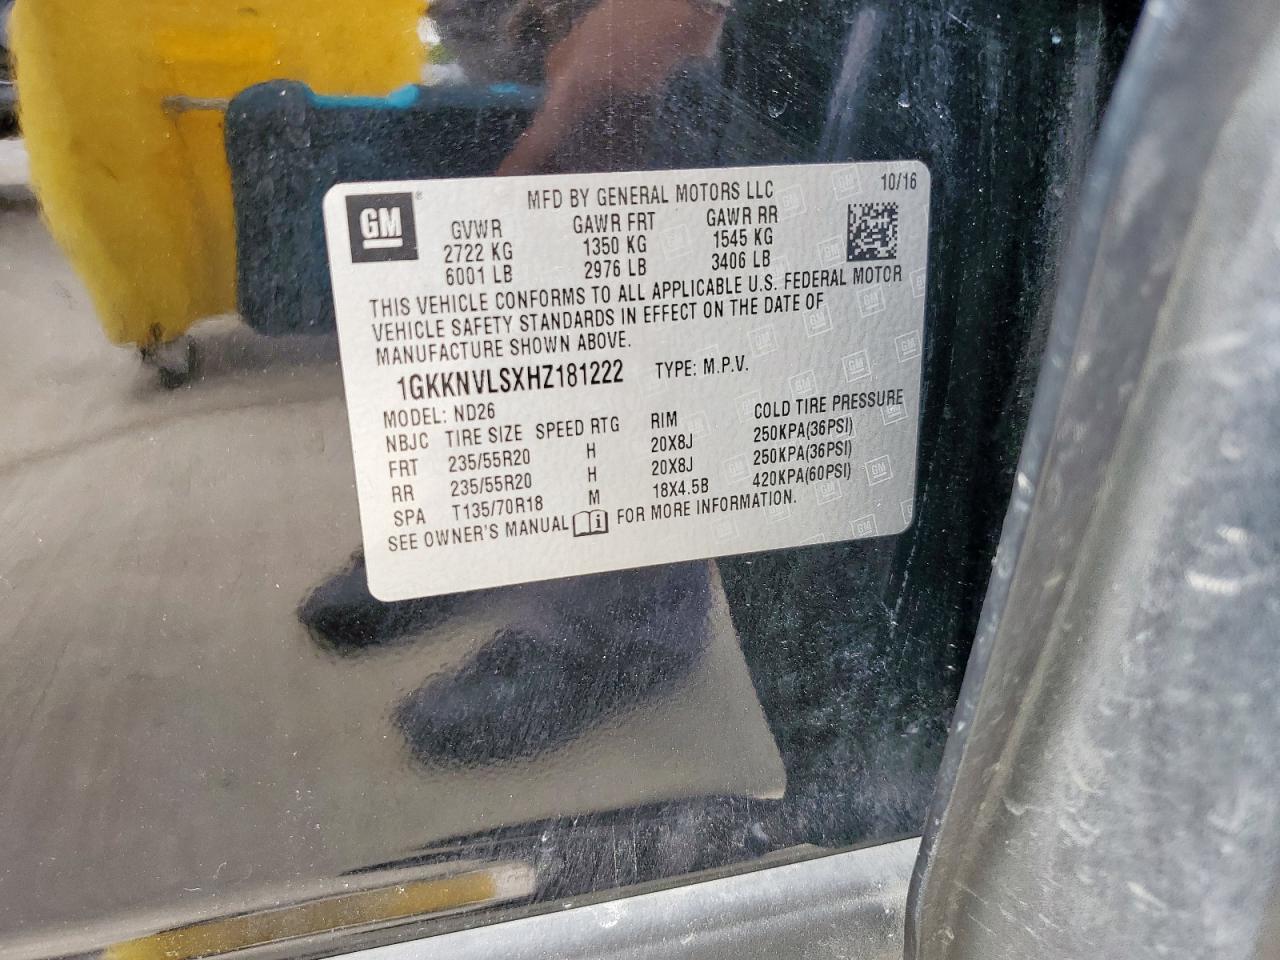 GM®
MFD BY GENERAL MOTORS LLC 10/16
GVWR GAWR FRT GAWR RR
2722 KG 1350 KG 1545 KG
6001 LB 2976 LB 3406 LB
THIS VEHICLE CONFORMS TO ALL APPLICABLE U.S. FEDERAL MOTOR
VEHICLE SAFETY STANDARDS IN EFFECT ON THE DATE OF
MANUFACTURE SHOWN ABOVE.
1GKKNVLSXHZ181222 TYPE: M.P.V.
MODEL: ND26
NBJC TIRE SIZE SPEED RTG RIM COLD TIRE PRESSURE
FRT 235/55R20 H 20X8J 250KPA(36PSI)
RR 235/55R20 H 20X8J 250KPA(36PSI)
SPA T135/70R18 M 18X4.5B 420KPA(60PSI)
SEE OWNER'S MANUAL FOR MORE INFORMATION.